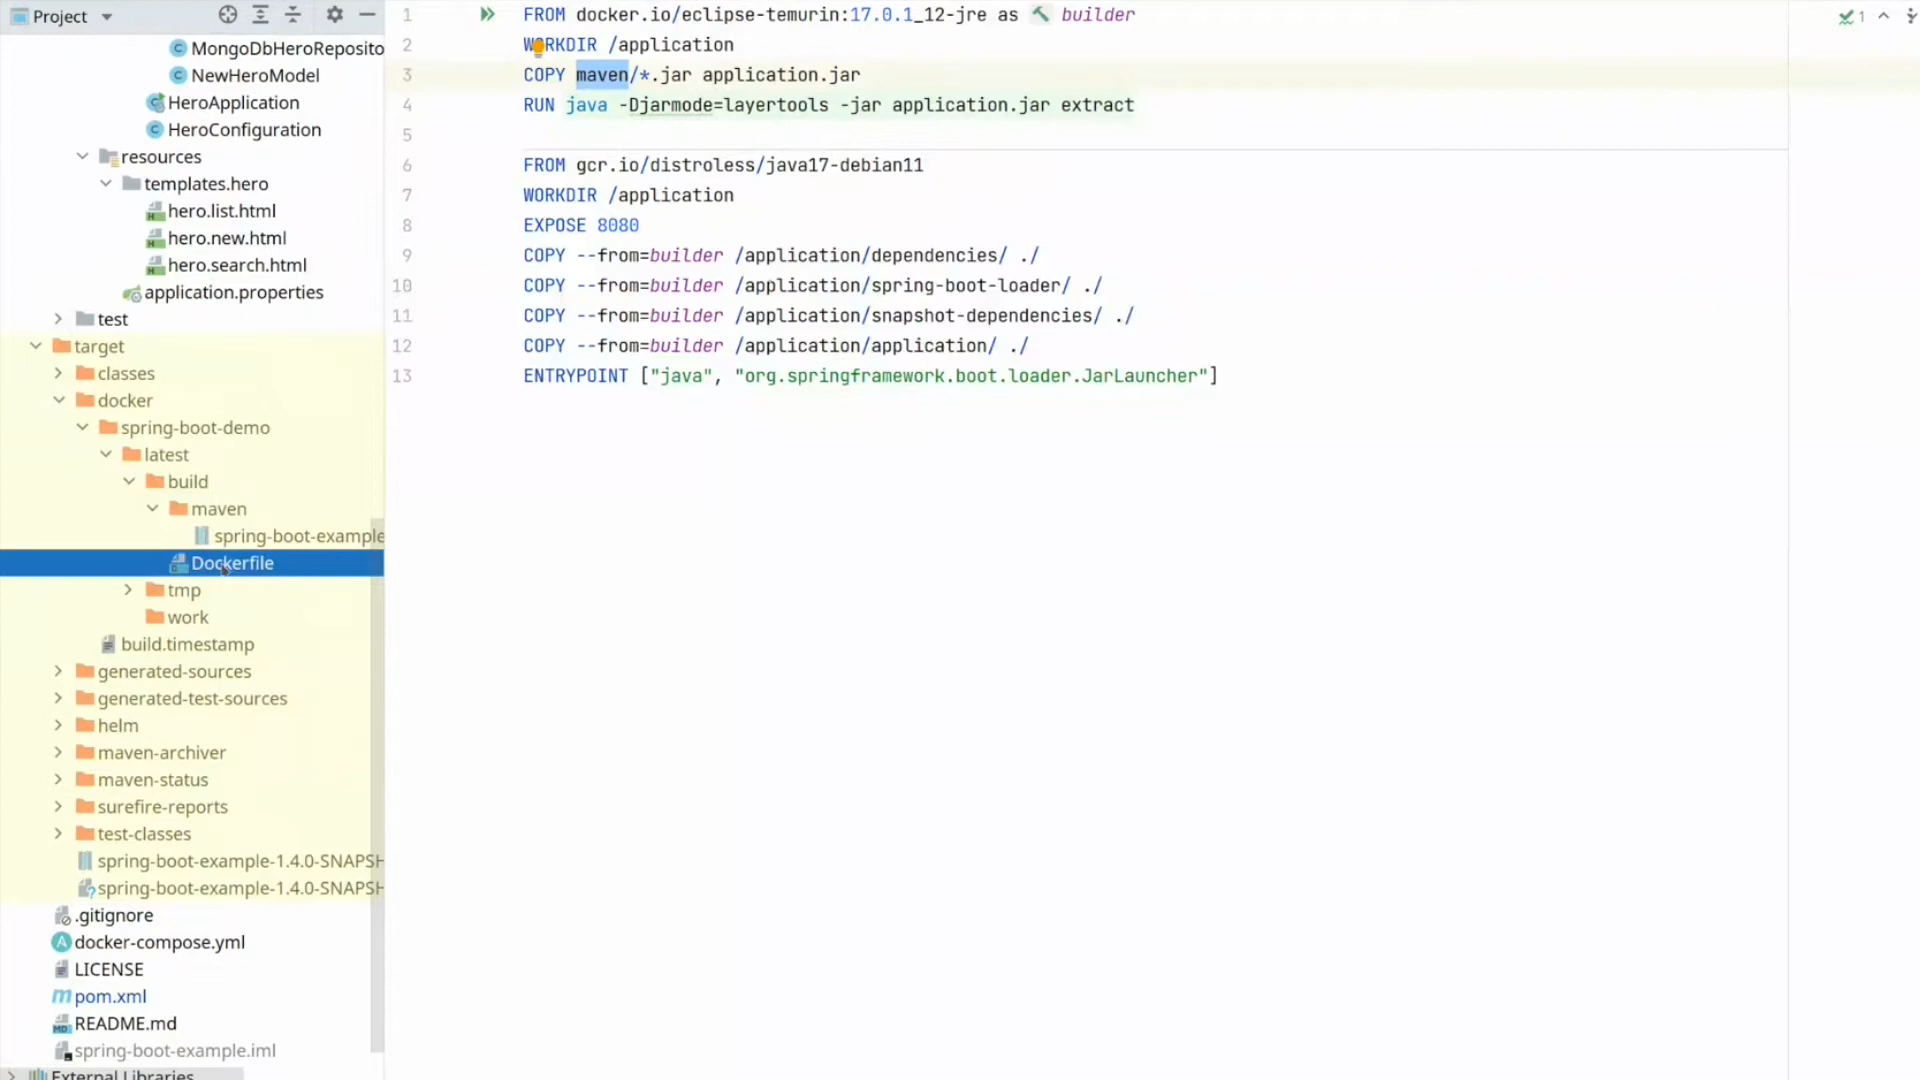 Project
MongoDbHeroReposito
NewHeroModel
HeroApplication
HeroConfiguration
resources
templates.hero
hero.list.html
hero.new.html
hero.search.html
application.properties
test
target
classes
docker
spring-boot-demo
latest
build
maven
spring-boot-example
Dockerfile
tmp
work
build.timestamp
generated-sources
generated-test-sources
helm
maven-archiver
maven-status
surefire-reports
test-classes
spring-boot-example-1.4.0-SNAPSH
spring-boot-example-1.4.0-SNAPSH
.gitignore
docker-compose.yml
LICENSE
pom.xml
README.md
spring-boot-example.iml
External Libraries
1 FROM docker.io/eclipse-temurin:17.0.1_12-jre as builder
2 WORKDIR /application
3 COPY maven/*.jar application.jar
4 RUN java -Djarmode=layertools -jar application.jar extract
5
6 FROM gcr.io/distroless/java17-debian11
7 WORKDIR /application
8 EXPOSE 8080
9 COPY --from=builder /application/dependencies/ ./
10 COPY --from=builder /application/spring-boot-loader/ ./
11 COPY --from=builder /application/snapshot-dependencies/ ./
12 COPY --from=builder /application/application/ ./
13 ENTRYPOINT ["java", "org.springframework.boot.loader.JarLauncher"]
1